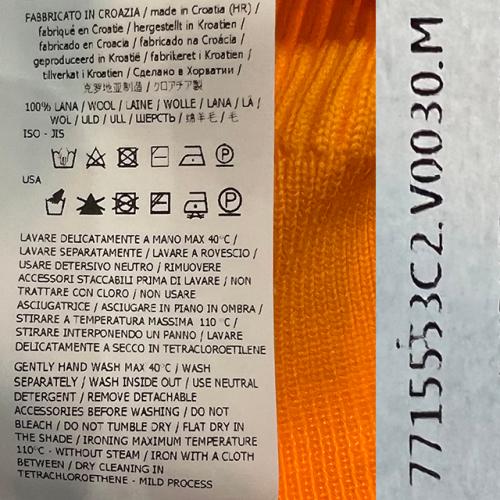 FABBRICATO IN CROAZIA / made in Croatia (HR) /
fabriqué en Croatie / hergestellt in Kroatien /
fabricado en Croacia / fabricado na Croácia /
geproduceerd in Kroatië / fabrikeret i Kroatien /
tillverkat i Kroatien / Сделано в Хорватии /
克罗地亚制造 / クロアチア製
100% LANA / WOOL / LAINE / WOLLE / LANA / LÃ /
WOL / ULD / ULL / ШЕРСТЬ / 绵羊毛 / 毛
ISO - JIS
P
USA
P
LAVARE DELICATAMENTE A MANO MAX 40°C /
LAVARE SEPARATAMENTE / LAVARE A ROVESCIO /
USARE DETERSIVO NEUTRO / RIMUOVERE
ACCESSORI STACCABILI PRIMA DI LAVARE / NON
TRATTARE CON CLORO / NON USARE
ASCIUGATRICE / ASCIUGARE IN PIANO IN OMBRA /
STIRARE A TEMPERATURA MASSIMA 110°C /
STIRARE INTERPONENDO UN PANNO / LAVARE
DELICATAMENTE A SECCO IN TETRACLOROETILENE
GENTLY HAND WASH MAX 40°C / WASH
SEPARATELY / WASH INSIDE OUT / USE NEUTRAL
DETERGENT / REMOVE DETACHABLE
ACCESSORIES BEFORE WASHING / DO NOT
BLEACH / DO NOT TUMBLE DRY / FLAT DRY IN
THE SHADE / IRONING MAXIMUM TEMPERATURE
110°C - WITHOUT STEAM / IRON WITH A CLOTH
BETWEEN / DRY CLEANING IN
TETRACHLOROETHENE - MILD PROCESS
7715553C2.V0030.M